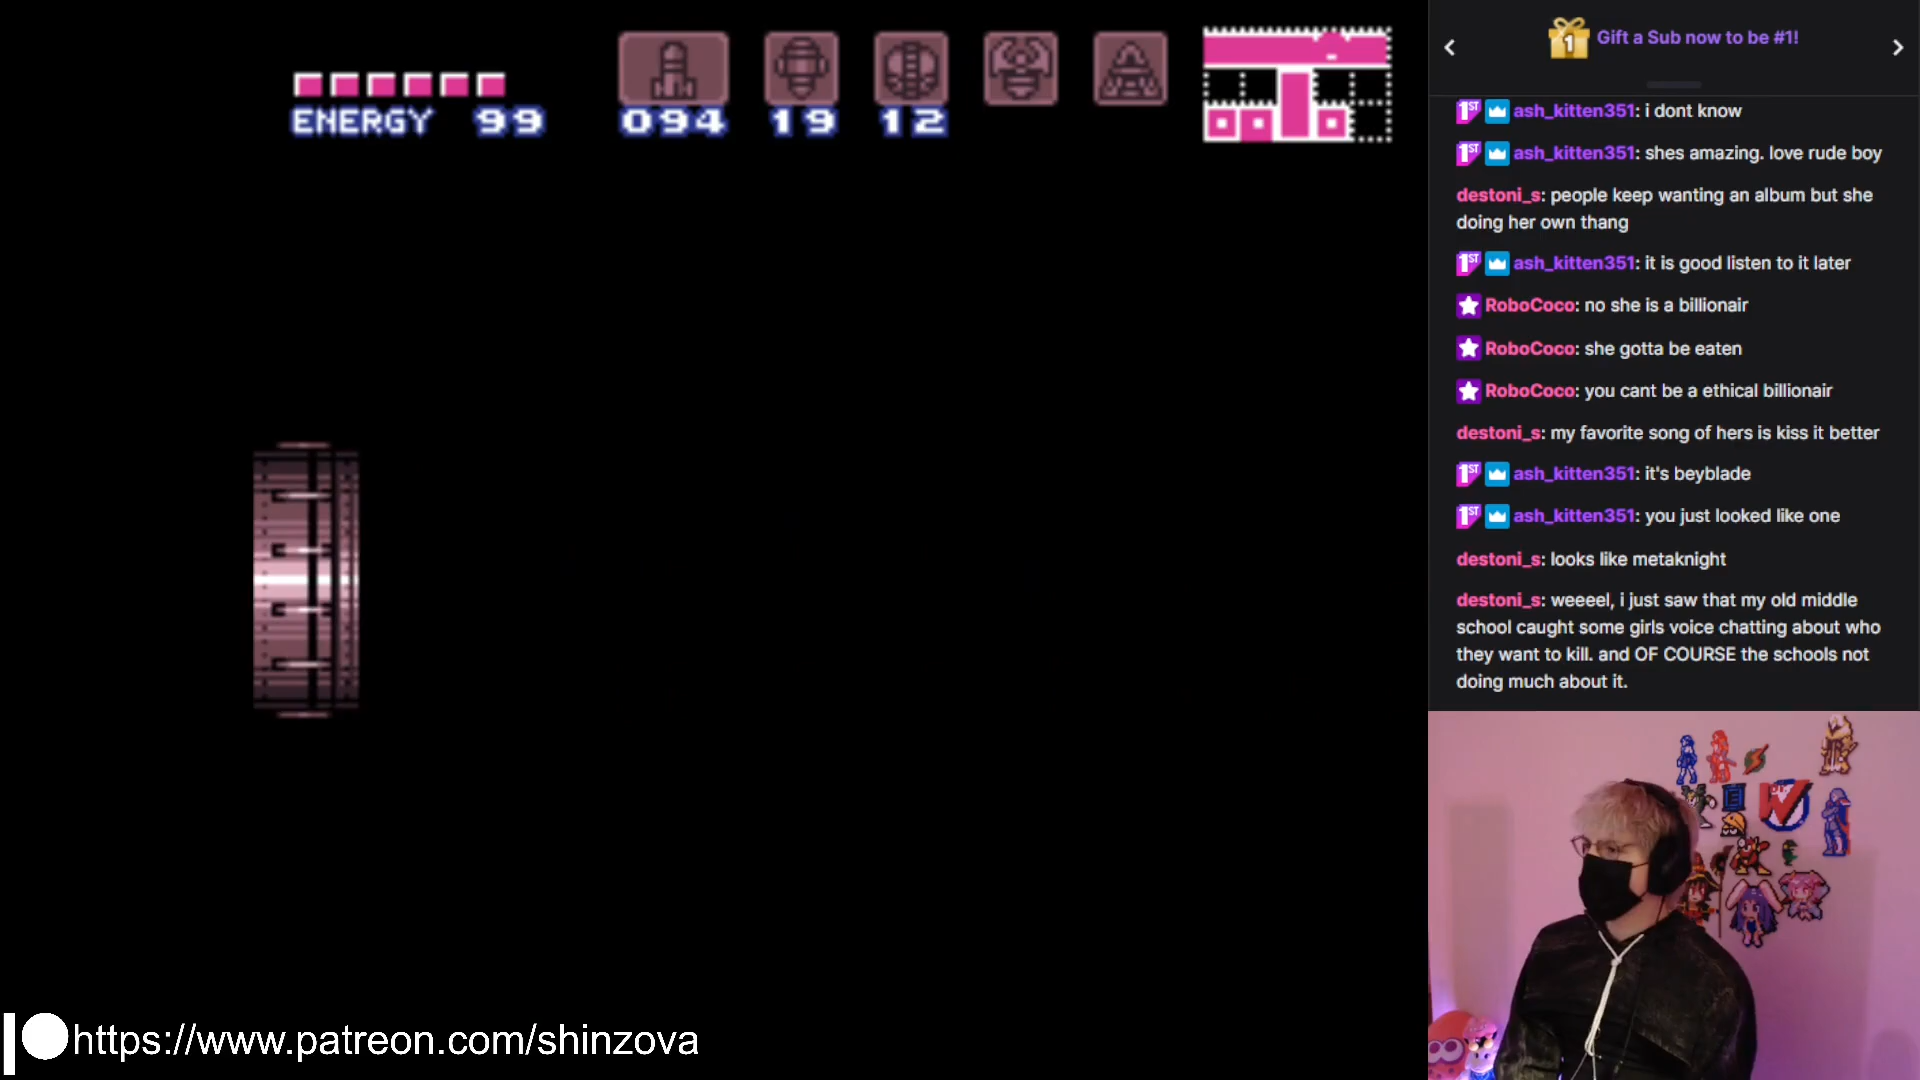 ENERGY 99
094 19 12
1 Gift a Sub now to be #1!
1ST ash_kitten351: i dont know
1ST ash_kitten351: shes amazing. love rude boy
destoni_s: people keep wanting an album but she
doing her own thang
1ST ash_kitten351: it is good listen to it later
RoboCoco: no she is a billionair
RoboCoco: she gotta be eaten
RoboCoco: you cant be a ethical billionair
destoni_s: my favorite song of hers is kiss it better
1ST ash_kitten351: it's beyblade
1ST ash_kitten351: you just looked like one
destoni_s: looks like metaknight
destoni_s: weeeel, i just saw that my old middle
school caught some girls voice chatting about who
they want to kill. and OF COURSE the schools not
doing much about it.
https://www.patreon.com/shinzova